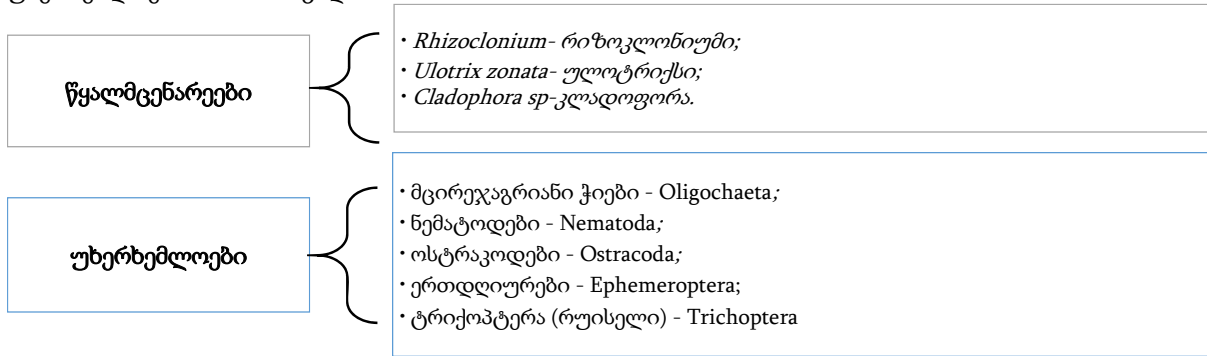 წყალმცენარეები
· Rhizoclonium- რიზოკლონიუმი;
· Ulotrix zonata- ულოტრიქსი;
· Cladophora sp-კლადოფორა.
უხერხემლოები
· მცირეჯაგრიანი ჭიები - Oligochaeta;
· ნემატოდები - Nematoda;
· ოსტრაკოდები - Ostracoda;
· ერთდღიურები - Ephemeroptera;
· ტრიქოპტერა (რუისელი) - Trichoptera